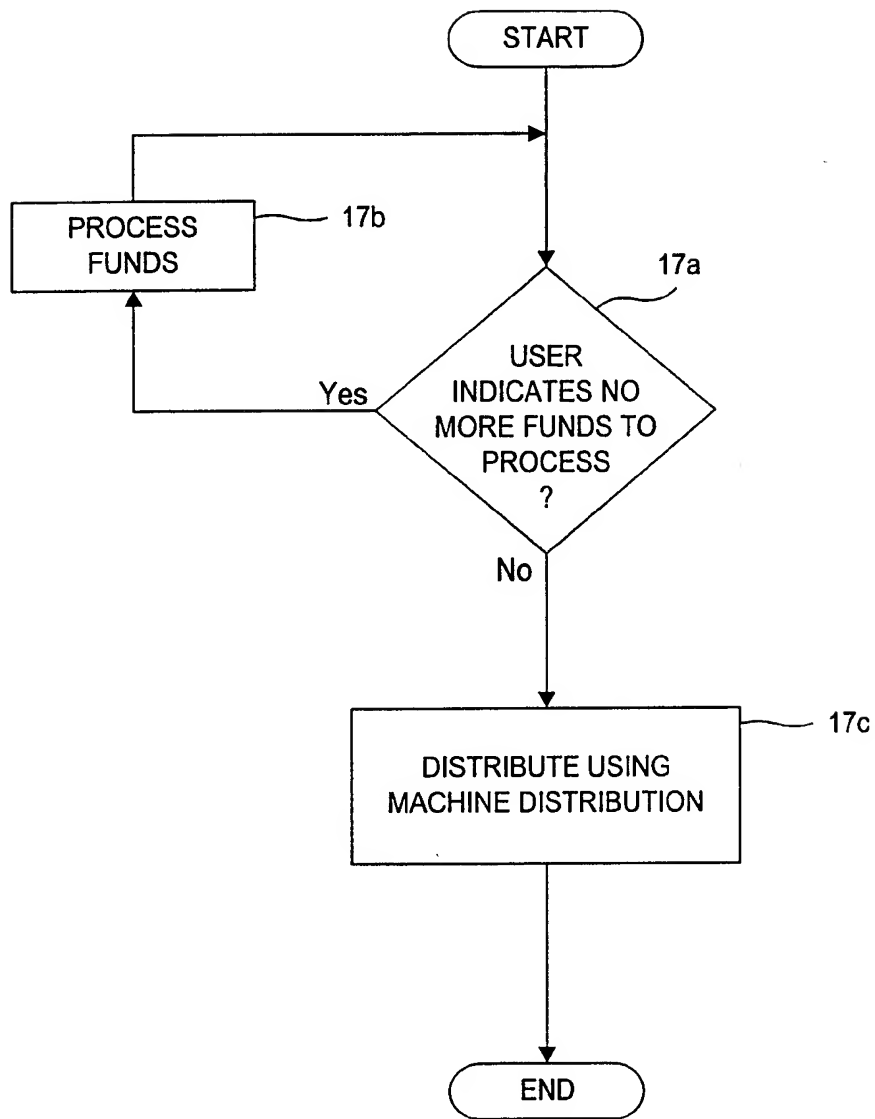 START
PROCESS
FUNDS
17b
17a
USER
INDICATES NO
MORE FUNDS TO
PROCESS
?
Yes
No
17c
DISTRIBUTE USING
MACHINE DISTRIBUTION
END